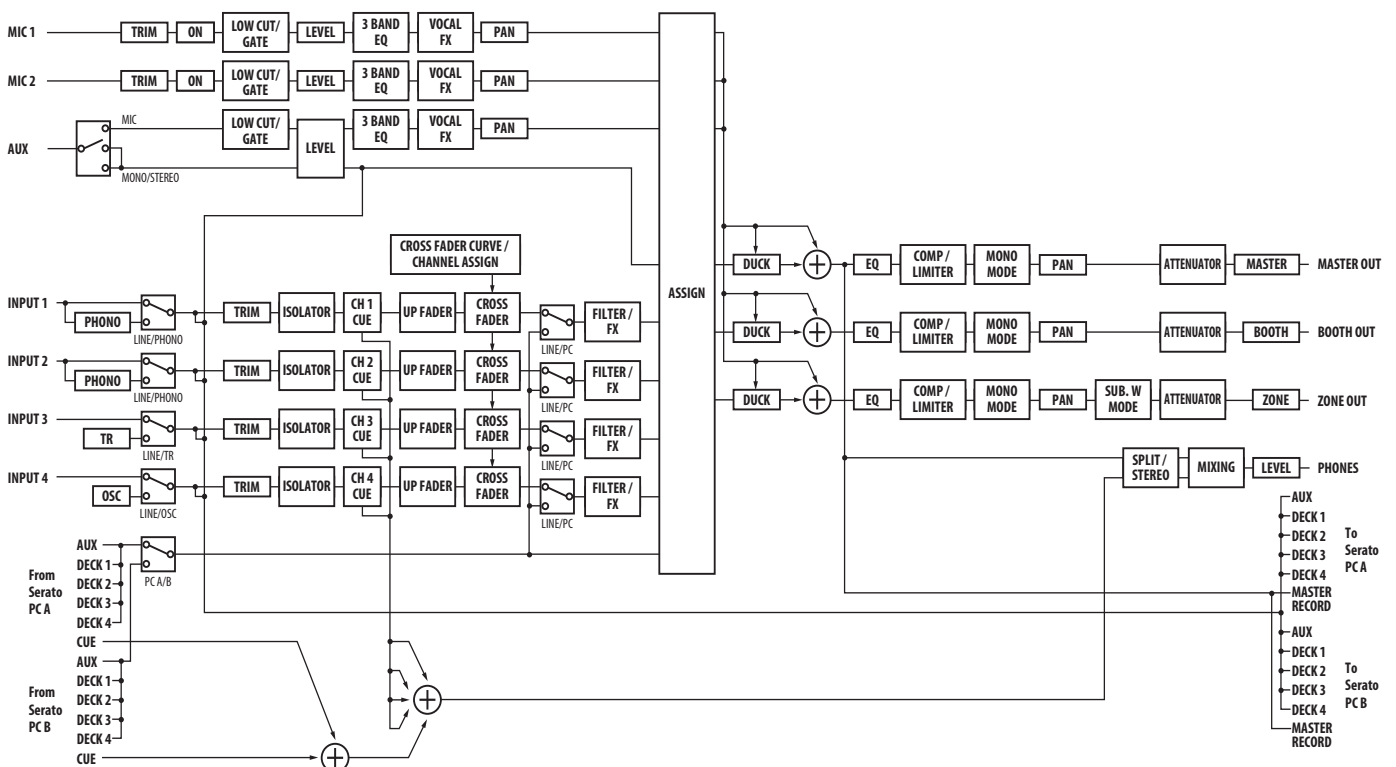 MIC 1 TRIM ON LOW CUT/ GATE LEVEL 3 BAND EQ VOCAL FX PAN
MIC 2 TRIM ON LOW CUT/ GATE LEVEL 3 BAND EQ VOCAL FX PAN
AUX MIC LOW CUT/ GATE LEVEL 3 BAND EQ VOCAL FX PAN
MONO/STEREO
CROSS FADER CURVE /
CHANNEL ASSIGN
ASSIGN
DUCK EQ COMP / LIMITER MONO MODE PAN ATTENUATOR MASTER MASTER OUT
INPUT 1 PHONO LINE/PHONO TRIM ISOLATOR CH 1 CUE UP FADER CROSS FADER LINE/PC FILTER / FX
DUCK EQ COMP / LIMITER MONO MODE PAN ATTENUATOR BOOTH BOOTH OUT
INPUT 2 PHONO LINE/PHONO TRIM ISOLATOR CH 2 CUE UP FADER CROSS FADER LINE/PC FILTER / FX
DUCK EQ COMP / LIMITER MONO MODE PAN SUB. W MODE ATTENUATOR ZONE ZONE OUT
INPUT 3 TR LINE/TR TRIM ISOLATOR CH 3 CUE UP FADER CROSS FADER LINE/PC FILTER / FX
INPUT 4 OSC LINE/OSC TRIM ISOLATOR CH 4 CUE UP FADER CROSS FADER LINE/PC FILTER / FX
SPLIT / STEREO MIXING LEVEL PHONES
From
Serato
PC A
AUX
DECK 1
DECK 2
DECK 3
DECK 4
CUE
PC A/B
From
Serato
PC B
AUX
DECK 1
DECK 2
DECK 3
DECK 4
CUE
AUX
DECK 1
DECK 2
DECK 3
DECK 4
MASTER
RECORD
To
Serato
PC A
AUX
DECK 1
DECK 2
DECK 3
DECK 4
MASTER
RECORD
To
Serato
PC B